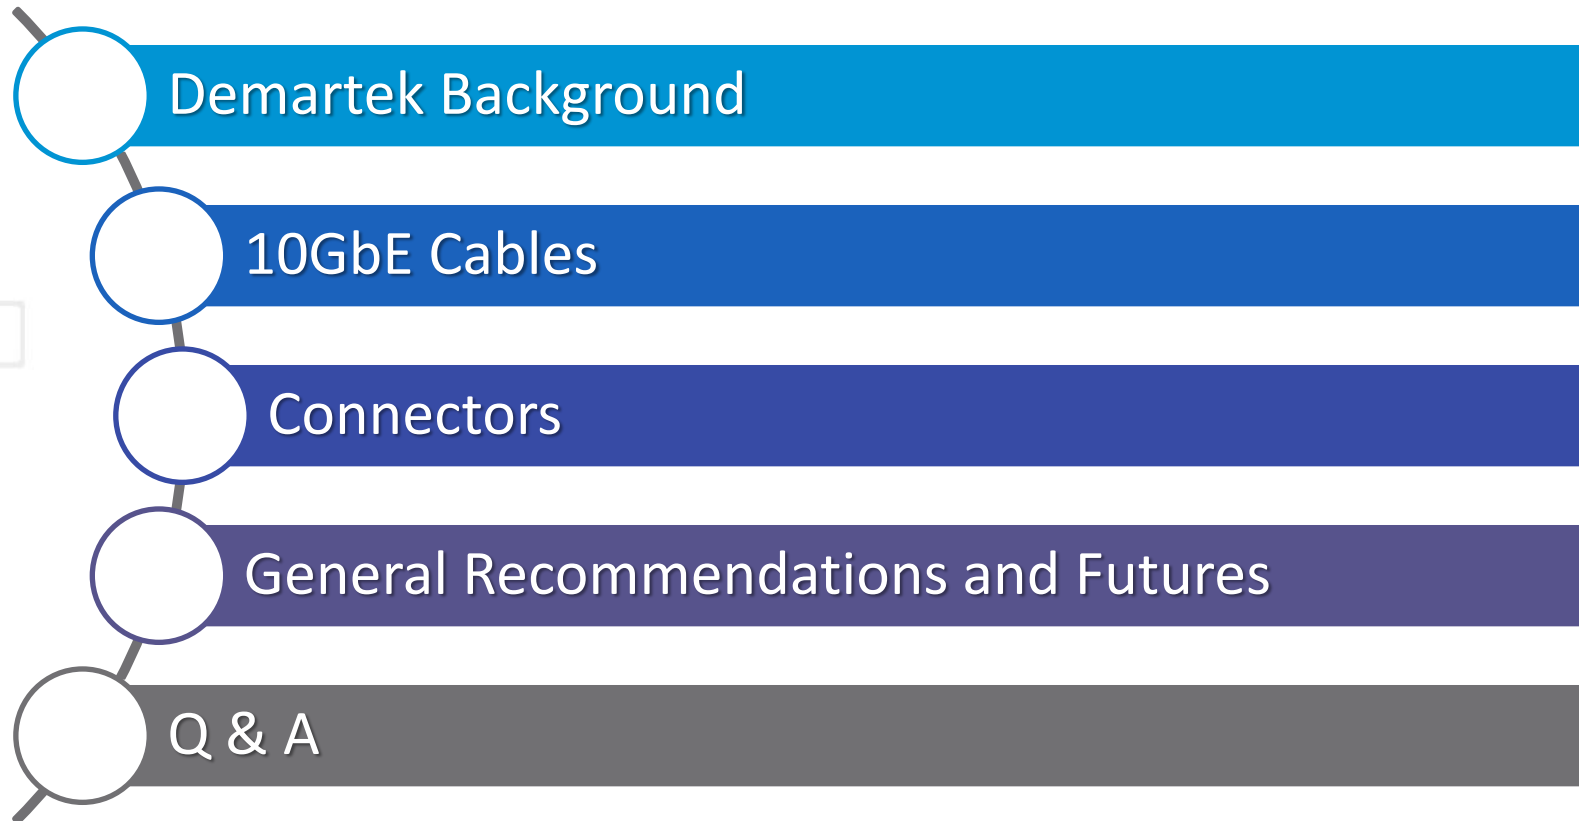 Demartek Background
10GbE Cables
Connectors
General Recommendations and Futures
Q & A